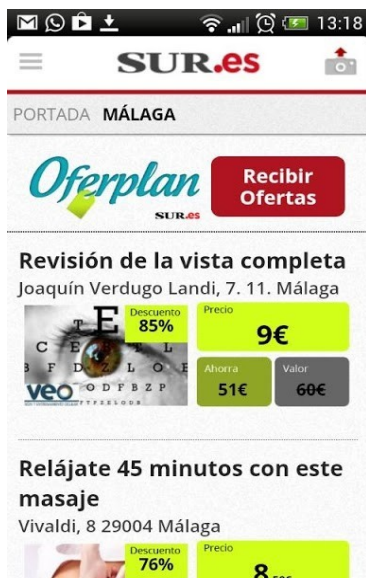 13:18
SUR.es
PORTADA MÁLAGA
Oferplan
SUR.es
Recibir
Ofertas
Revisión de la vista completa
Joaquín Verdugo Landi, 7. 11. Málaga
Descuento
85%
Precio
9€
Ahorra
51€
Valor
60€
E
veo
O D F B Z P
Relájate 45 minutos con este
masaje
Vivaldi, 8 29004 Málaga
Descuento
76%
Precio
8